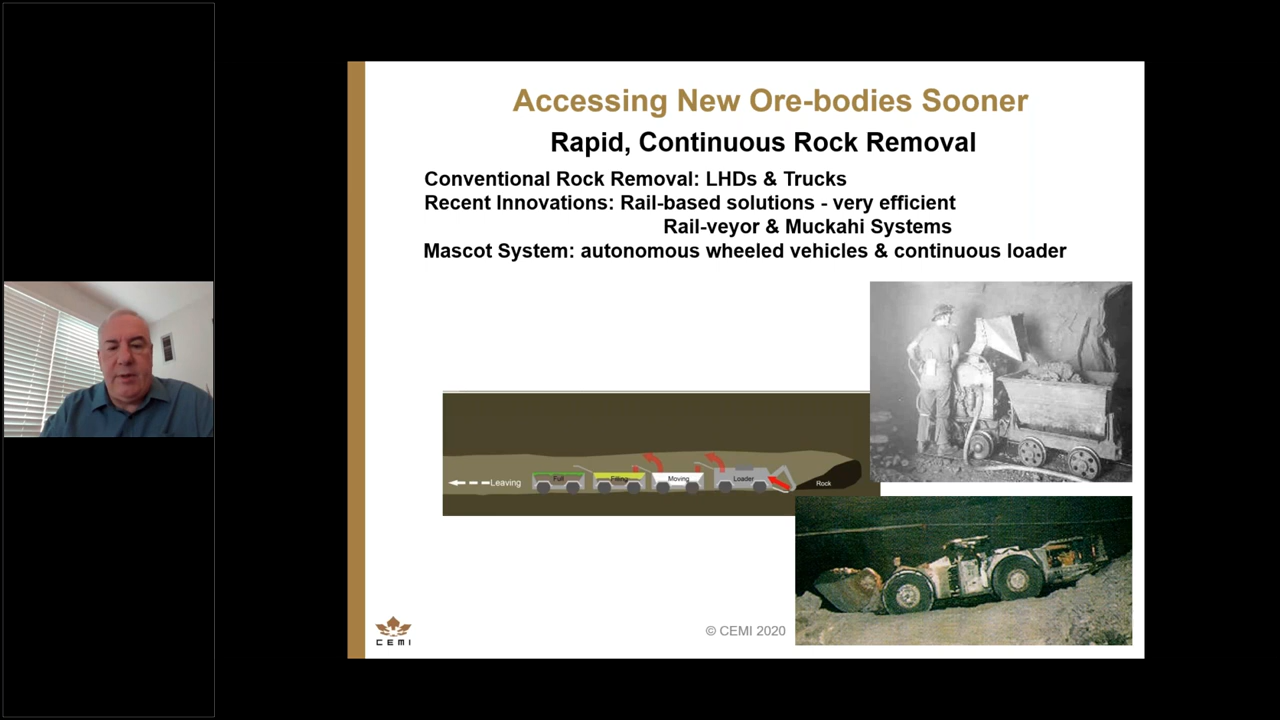 Accessing New Ore-bodies Sooner
Rapid, Continuous Rock Removal
Conventional Rock Removal: LHDs & Trucks
Recent Innovations: Rail-based solutions - very efficient
Rail-veyor & Muckahi Systems
Mascot System: autonomous wheeled vehicles & continuous loader
Leaving
Full
Filling
Moving
Loader
Rock
CEMI
© CEMI 2020